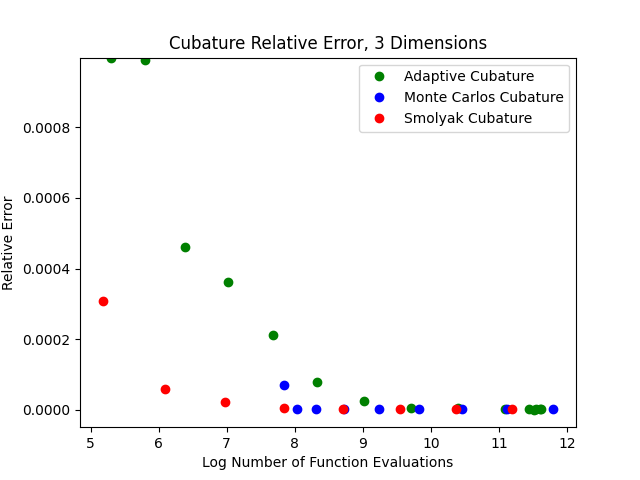 Cubature Relative Error, 3 Dimensions
Adaptive Cubature
Monte Carlos Cubature
Smolyak Cubature
0.0008
0.0006
0.0004
0.0002
0.0000
Relative Error
5 6 7 8 9 10 11 12
Log Number of Function Evaluations